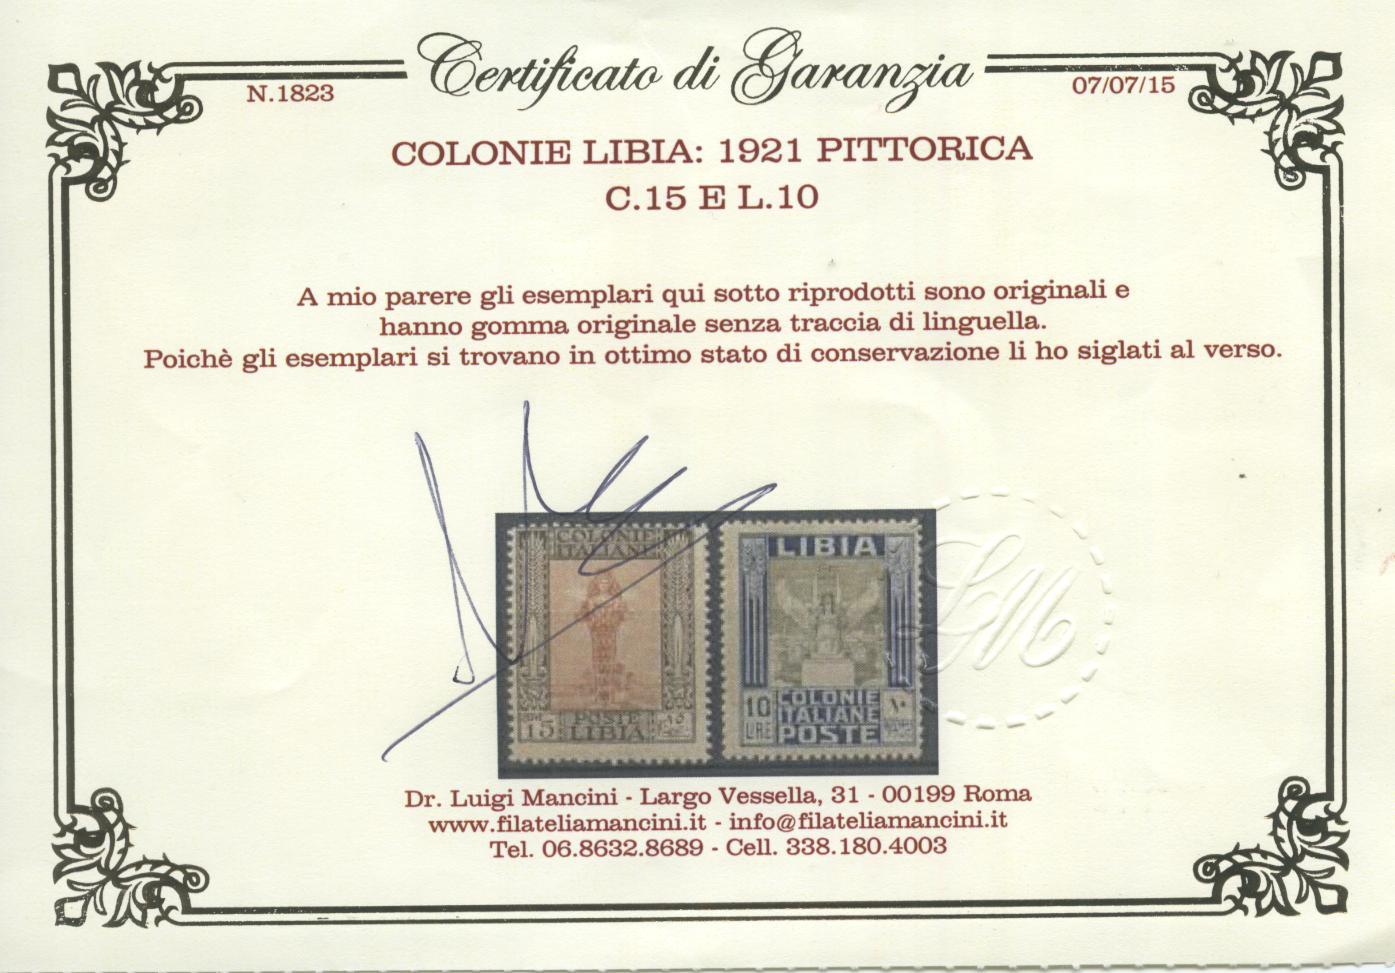 Certificato di Garanzia
N.1823
07/07/15
COLONIE LIBIA: 1921 PITTORICA
C.15 E L.10
A mio parere gli esemplari qui sotto riprodotti sono originali e
hanno gomma originale senza traccia di linguella.
Poichè gli esemplari si trovano in ottimo stato di conservazione li ho siglati al verso.
COLONIE
ITALIANE
15
POSTE
LIBIA
LIBIA
10
LIRE
COLONIE
ITALIANE
POSTE
١٠
LM
Dr. Luigi Mancini - Largo Vessella, 31 - 00199 Roma
www.filateliamancini.it - info@filateliamancini.it
Tel. 06.8632.8689 - Cell. 338.180.4003